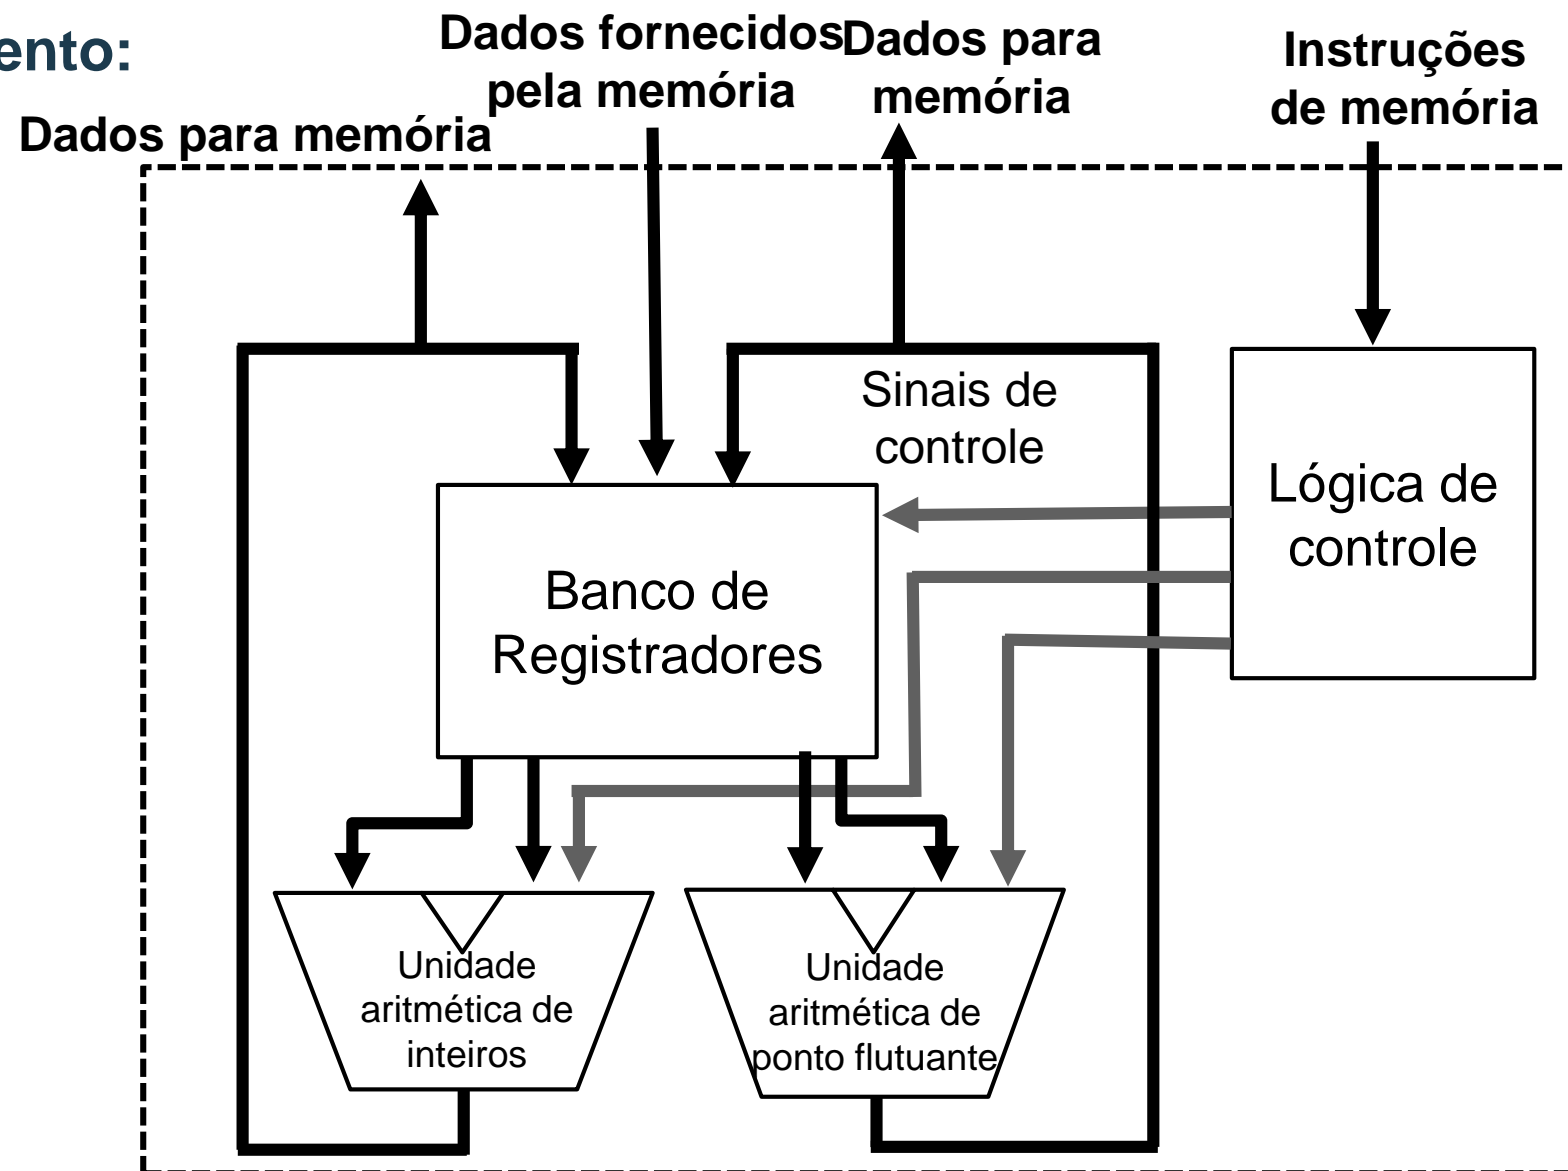 ento:
Dados fornecidos
pela memória
Dados para
memória
Instruções
de memória
Dados para memória
Sinais de
controle
Lógica de
controle
Banco de
Registradores
Unidade
aritmética de
inteiros
Unidade
aritmética de
ponto flutuante